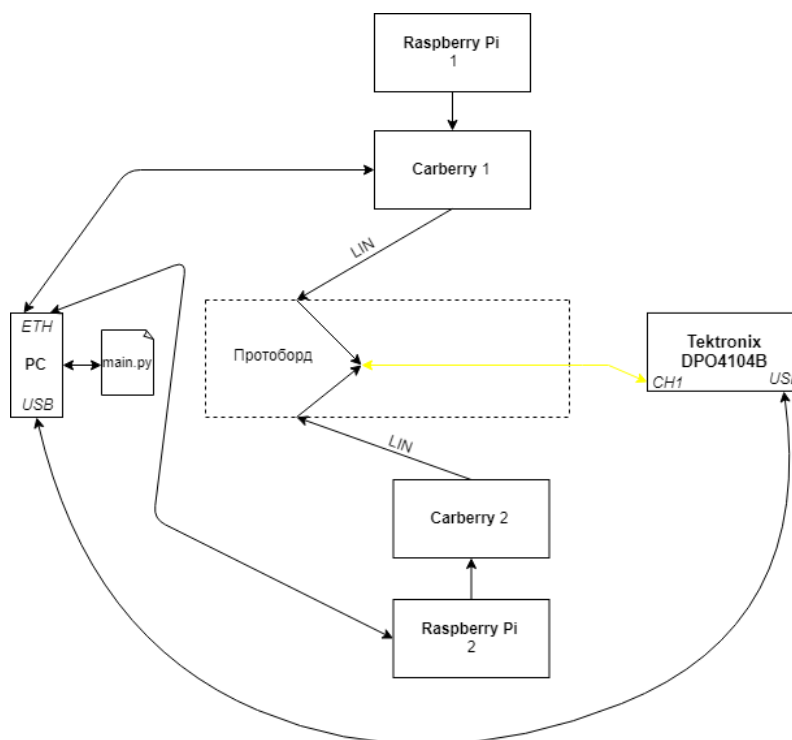 Raspberry Pi
1
Carberry 1
LIN
ETH
PC
USB
main.py
Протоборд
Tektronix
DPO4104B
CH1
USB
LIN
Carberry 2
Raspberry Pi
2